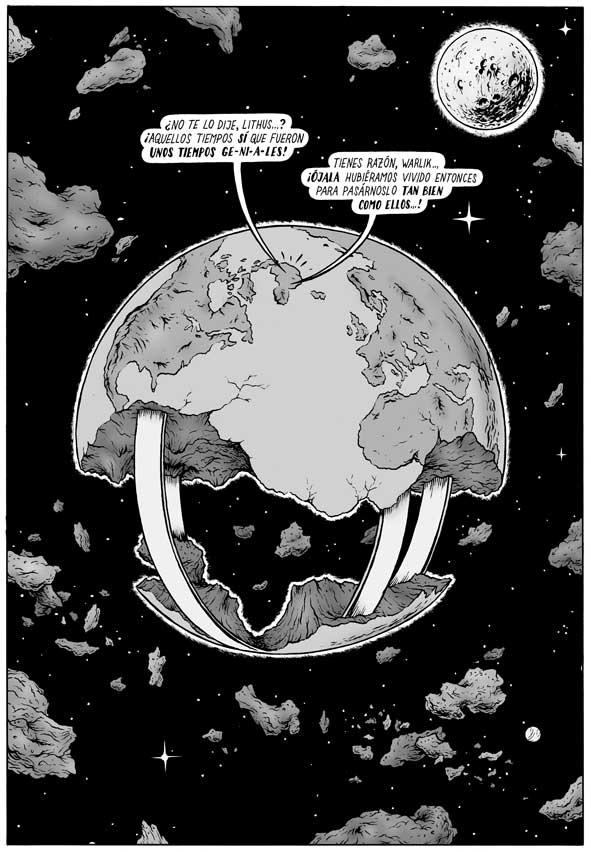 ¿NO TE LO DIJE, LITHUS...?
¡AQUELLOS TIEMPOS SÍ QUE FUERON
UNOS TIEMPOS GE-NI-A-LES!
TIENES RAZÓN, WARLIK...,
¡ÓJALA HUBIÉRAMOS VIVIDO ENTONCES
PARA PASÁRNOSLO TAN BIEN
COMO ELLOS...!